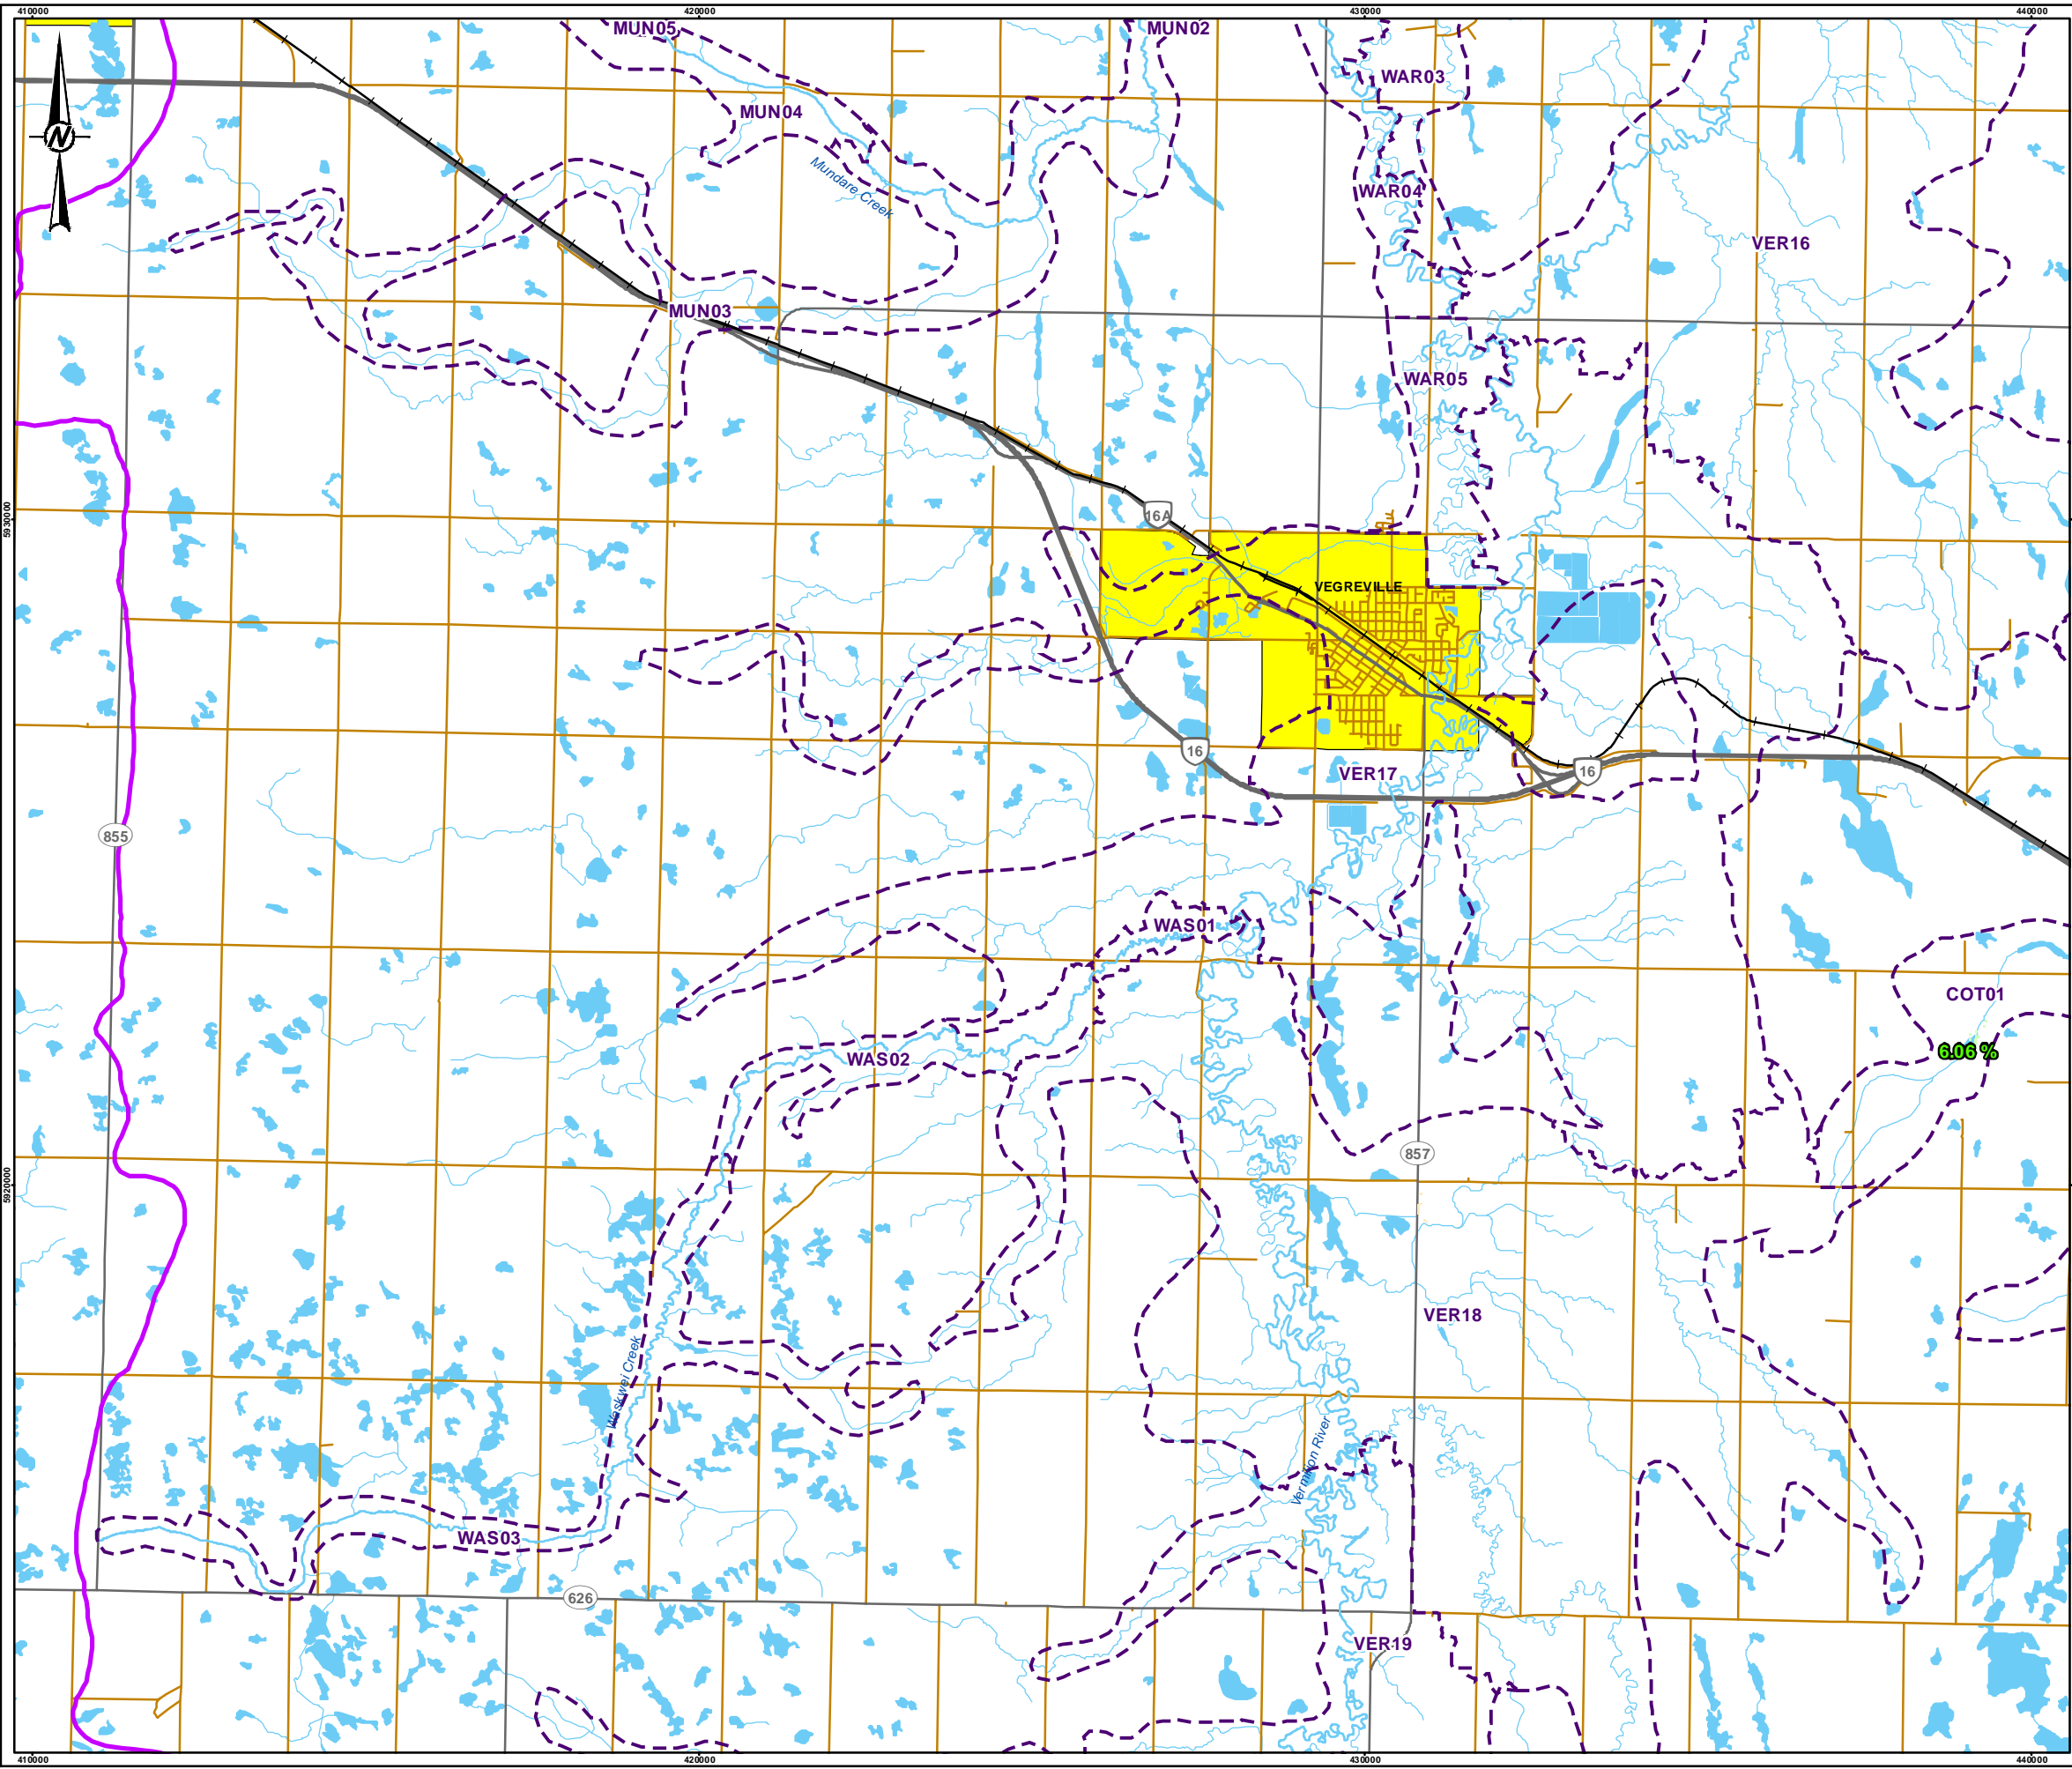 410000
420000
430000
440000
MUN05
MUN02
WAR03
MUN04
N
Mundare Creek
WAR04
VER16
MUN03
WAR05
5930000
16A
VEGREVILLE
16
VER17
16
855
WAS01
COT01
6.06 %
WAS02
857
5920000
VER18
Waskwei Creek
Vermilion River
WAS03
626
VER19
410000
420000
430000
440000